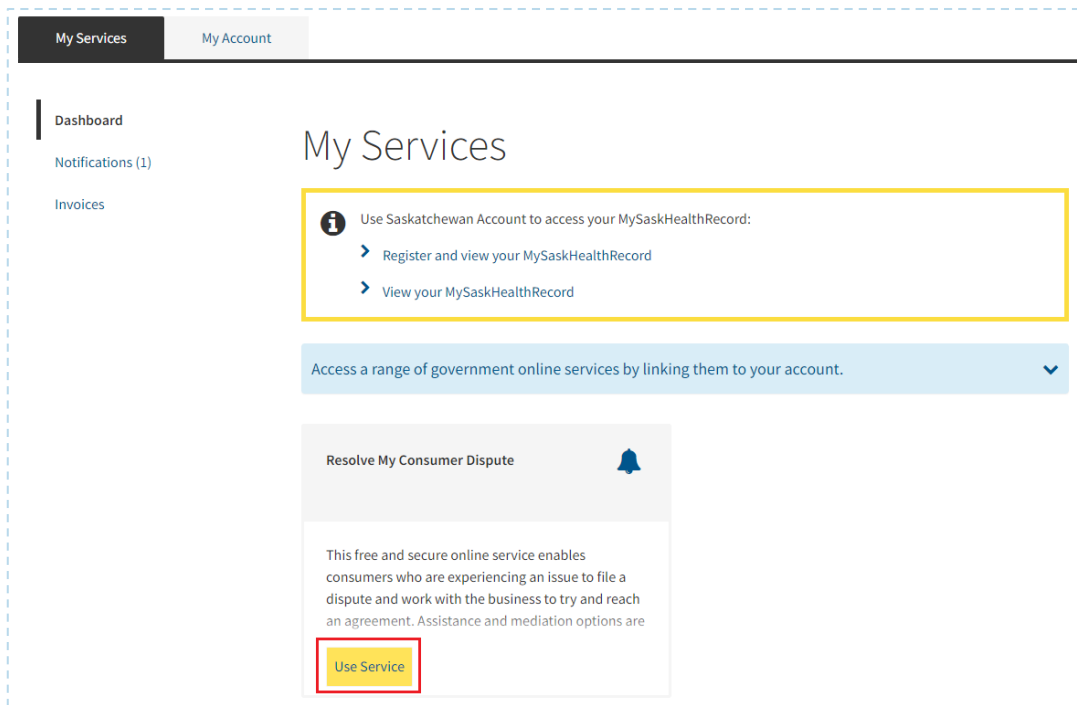 My Services
My Account
Dashboard
Notifications (1)
Invoices
My Services
Use Saskatchewan Account to access your MySaskHealthRecord:
Register and view your MySaskHealthRecord
View your MySaskHealthRecord
Access a range of government online services by linking them to your account.
Resolve My Consumer Dispute
This free and secure online service enables
consumers who are experiencing an issue to file a
dispute and work with the business to try and reach
an agreement. Assistance and mediation options are
Use Service